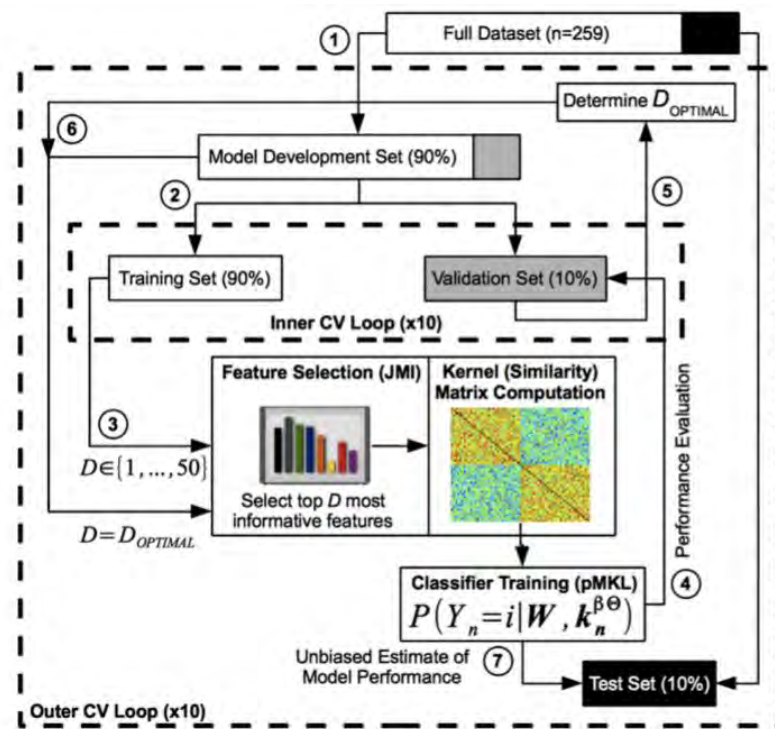 1
Full Dataset (n=259)
Determine D OPTIMAL
6
Model Development Set (90%)
2
5
Training Set (90%)
Validation Set (10%)
Inner CV Loop (x10)
Feature Selection (JMI)
Kernel (Similarity)
Matrix Computation
3
D∈{1, ...,50}
Select top D most
informative features
D=D OPTIMAL
Performance Evaluation
4
Classifier Training (pMKL)
P(Y_n=i|W, k_n^βΘ)
Unbiased Estimate of
Model Performance
7
Test Set (10%)
Outer CV Loop (x10)